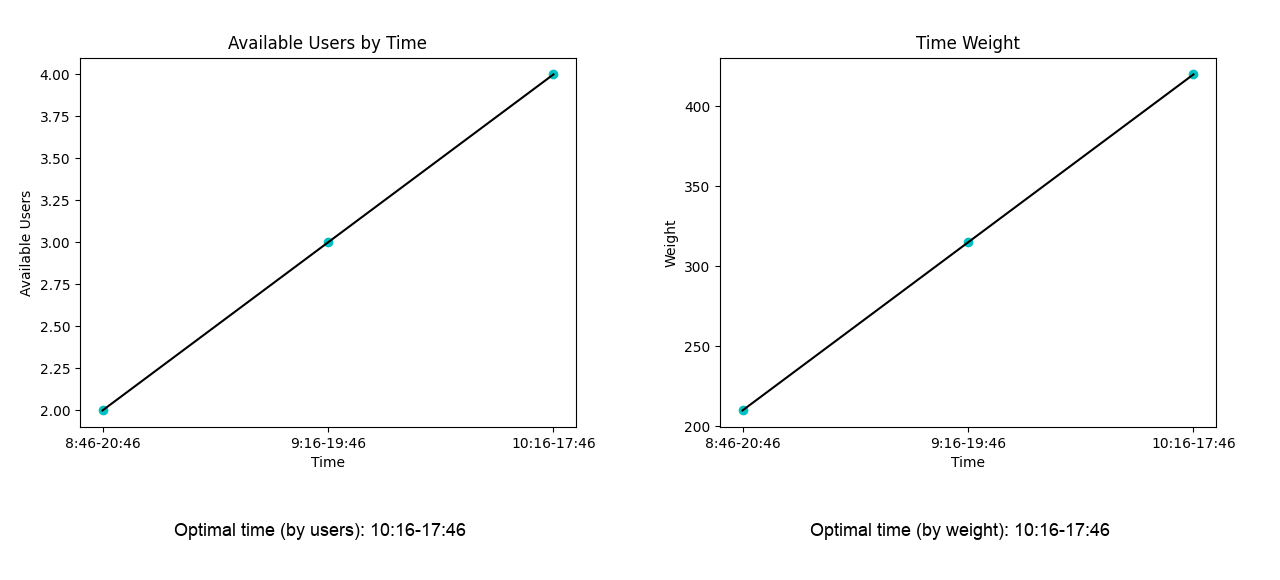 Available Users by Time
Available Users
4.00
3.75
3.50
3.25
3.00
2.75
2.50
2.25
2.00
8:46-20:46 9:16-19:46 10:16-17:46
Time
Optimal time (by users): 10:16-17:46
Time Weight
Weight
400
350
300
250
200
8:46-20:46 9:16-19:46 10:16-17:46
Time
Optimal time (by weight): 10:16-17:46